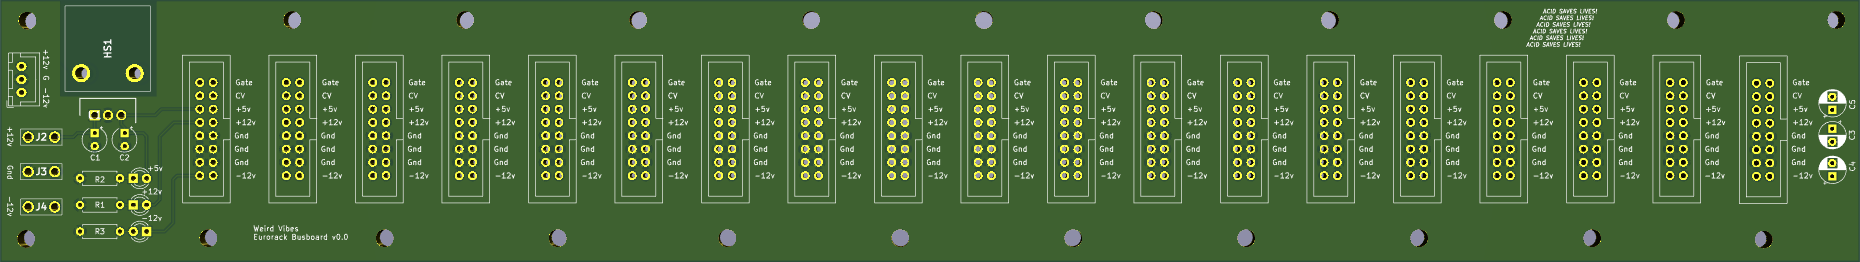 ACID SAVES LIVES!
ACID SAVES LIVES!
ACID SAVES LIVES!
ACID SAVES LIVES!
ACID SAVES LIVES!
ACID SAVES LIVES!
HS1
+12v G -12v
Gate Gate Gate Gate Gate Gate Gate Gate Gate Gate Gate Gate Gate Gate Gate Gate Gate Gate Gate
CV CV CV CV CV CV CV CV CV CV CV CV CV CV CV CV CV CV CV
+5v +5v +5v +5v +5v +5v +5v +5v +5v +5v +5v +5v +5v +5v +5v +5v +5v +5v +5v
+12v +12v +12v +12v +12v +12v +12v +12v +12v +12v +12v +12v +12v +12v +12v +12v +12v +12v +12v
Gnd Gnd Gnd Gnd Gnd Gnd Gnd Gnd Gnd Gnd Gnd Gnd Gnd Gnd Gnd Gnd Gnd Gnd Gnd
Gnd Gnd Gnd Gnd Gnd Gnd Gnd Gnd Gnd Gnd Gnd Gnd Gnd Gnd Gnd Gnd Gnd Gnd Gnd
Gnd Gnd Gnd Gnd Gnd Gnd Gnd Gnd Gnd Gnd Gnd Gnd Gnd Gnd Gnd Gnd Gnd Gnd Gnd
-12v -12v -12v -12v -12v -12v -12v -12v -12v -12v -12v -12v -12v -12v -12v -12v -12v -12v -12v
C5
C3
C4
+12v J2
C1 C2
Gnd J3
+5v
R2
+12v
-12v J4
R1
-12v
R3
Weird Vibes
Eurorack Busboard v0.0